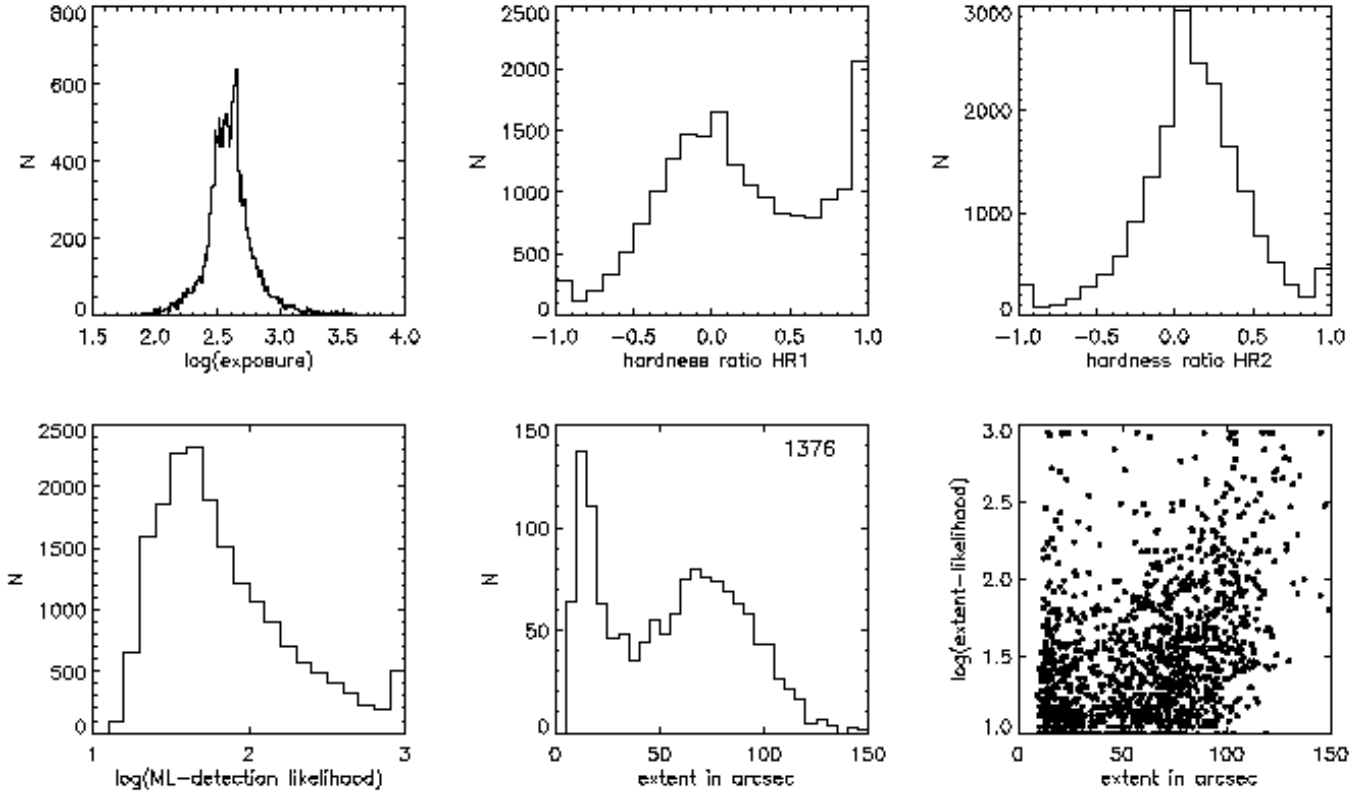 800
600
400
200
0
N
1.5 2.0 2.5 3.0 3.5 4.0
log(exposure)
2500
2000
1500
1000
500
0
N
-1.0 -0.5 0.0 0.5 1.0
hardness ratio HR1
3000
2000
1000
0
N
-1.0 -0.5 0.0 0.5 1.0
hardness ratio HR2
2500
2000
1500
1000
500
0
N
1 2 3
log(ML-detection likelihood)
150
100
50
0
N
1376
0 50 100 150
extent in arcsec
3.0
2.5
2.0
1.5
1.0
log(extent-likelihood)
0 50 100 150
extent in arcsec